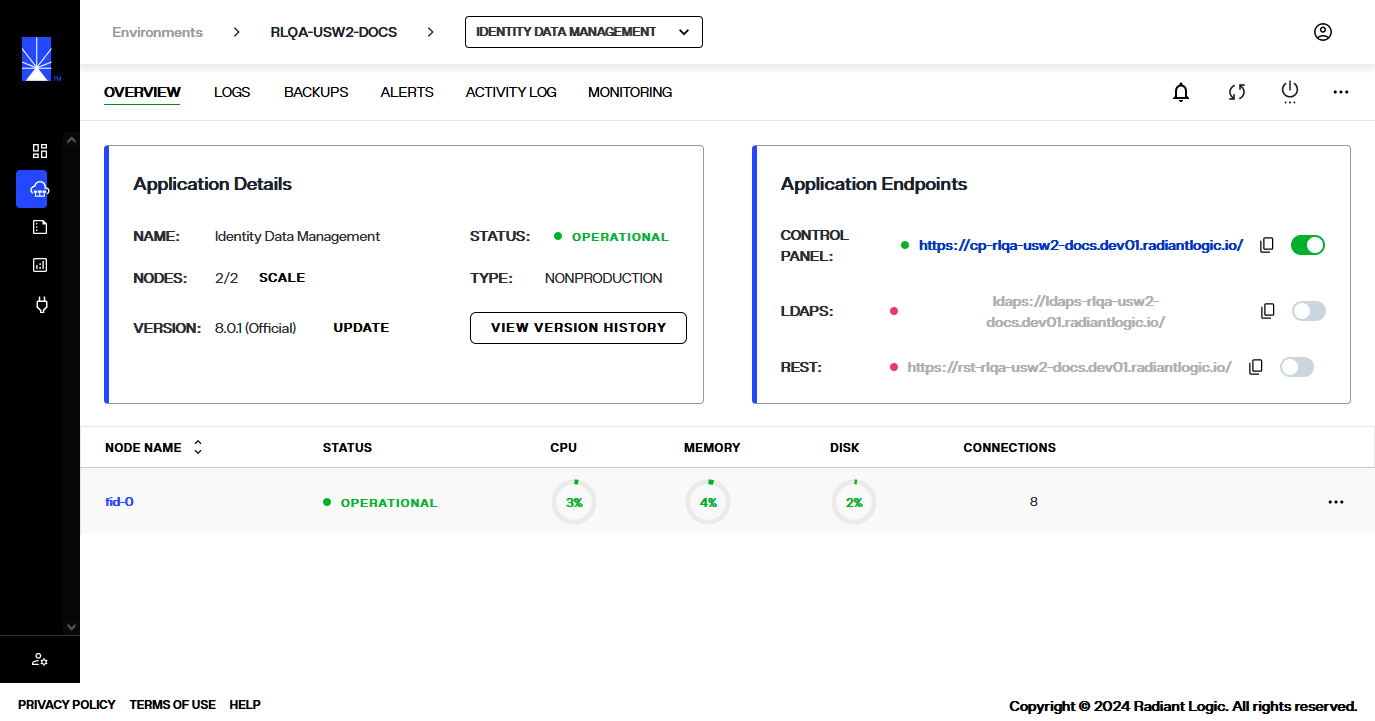 Environments > RLQA-USW2-DOCS > IDENTITY DATA MANAGEMENT
TM
OVERVIEW LOGS BACKUPS ALERTS ACTIVITY LOG MONITORING
Application Details
NAME: Identity Data Management STATUS: OPERATIONAL
NODES: 2/2 SCALE TYPE: NONPRODUCTION
VERSION: 8.0.1 (Official) UPDATE VIEW VERSION HISTORY
Application Endpoints
CONTROL
PANEL: https://cp-rlqa-usw2-docs.dev01.radiantlogic.io/
LDAPS: ldaps://ldaps-rlqa-usw2-
docs.dev01.radiantlogic.io/
REST: https://rst-rlqa-usw2-docs.dev01.radiantlogic.io/
NODE NAME STATUS CPU MEMORY DISK CONNECTIONS
fid-0 OPERATIONAL 3% 4% 2% 8
PRIVACY POLICY TERMS OF USE HELP
Copyright © 2024 Radiant Logic. All rights reserved.